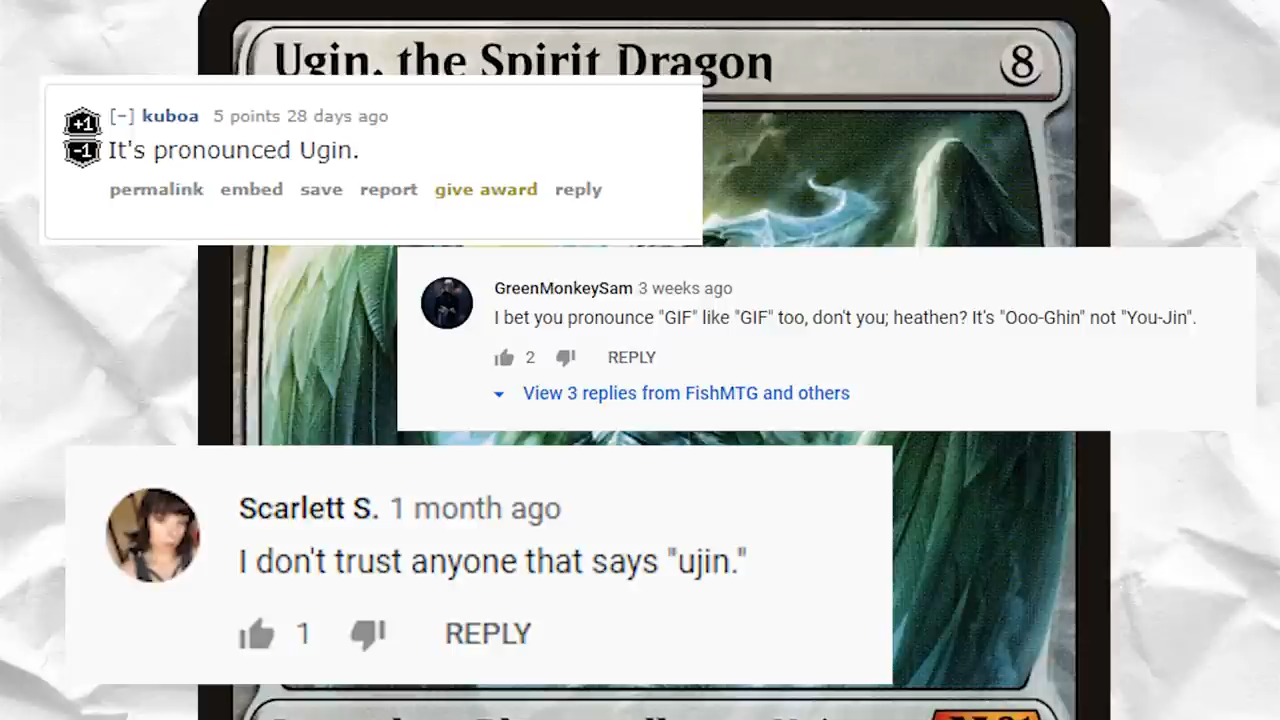 Ugin, the Spirit Dragon 8
+1
-1
[-] kuboa 5 points 28 days ago
It's pronounced Ugin.
permalink embed save report give award reply
GreenMonkeySam 3 weeks ago
I bet you pronounce "GIF" like "GIF" too, don't you; heathen? It's "Ooo-Ghin" not "You-Jin".
2 REPLY
View 3 replies from FishMTG and others
Scarlett S. 1 month ago
I don't trust anyone that says "ujin."
1 REPLY